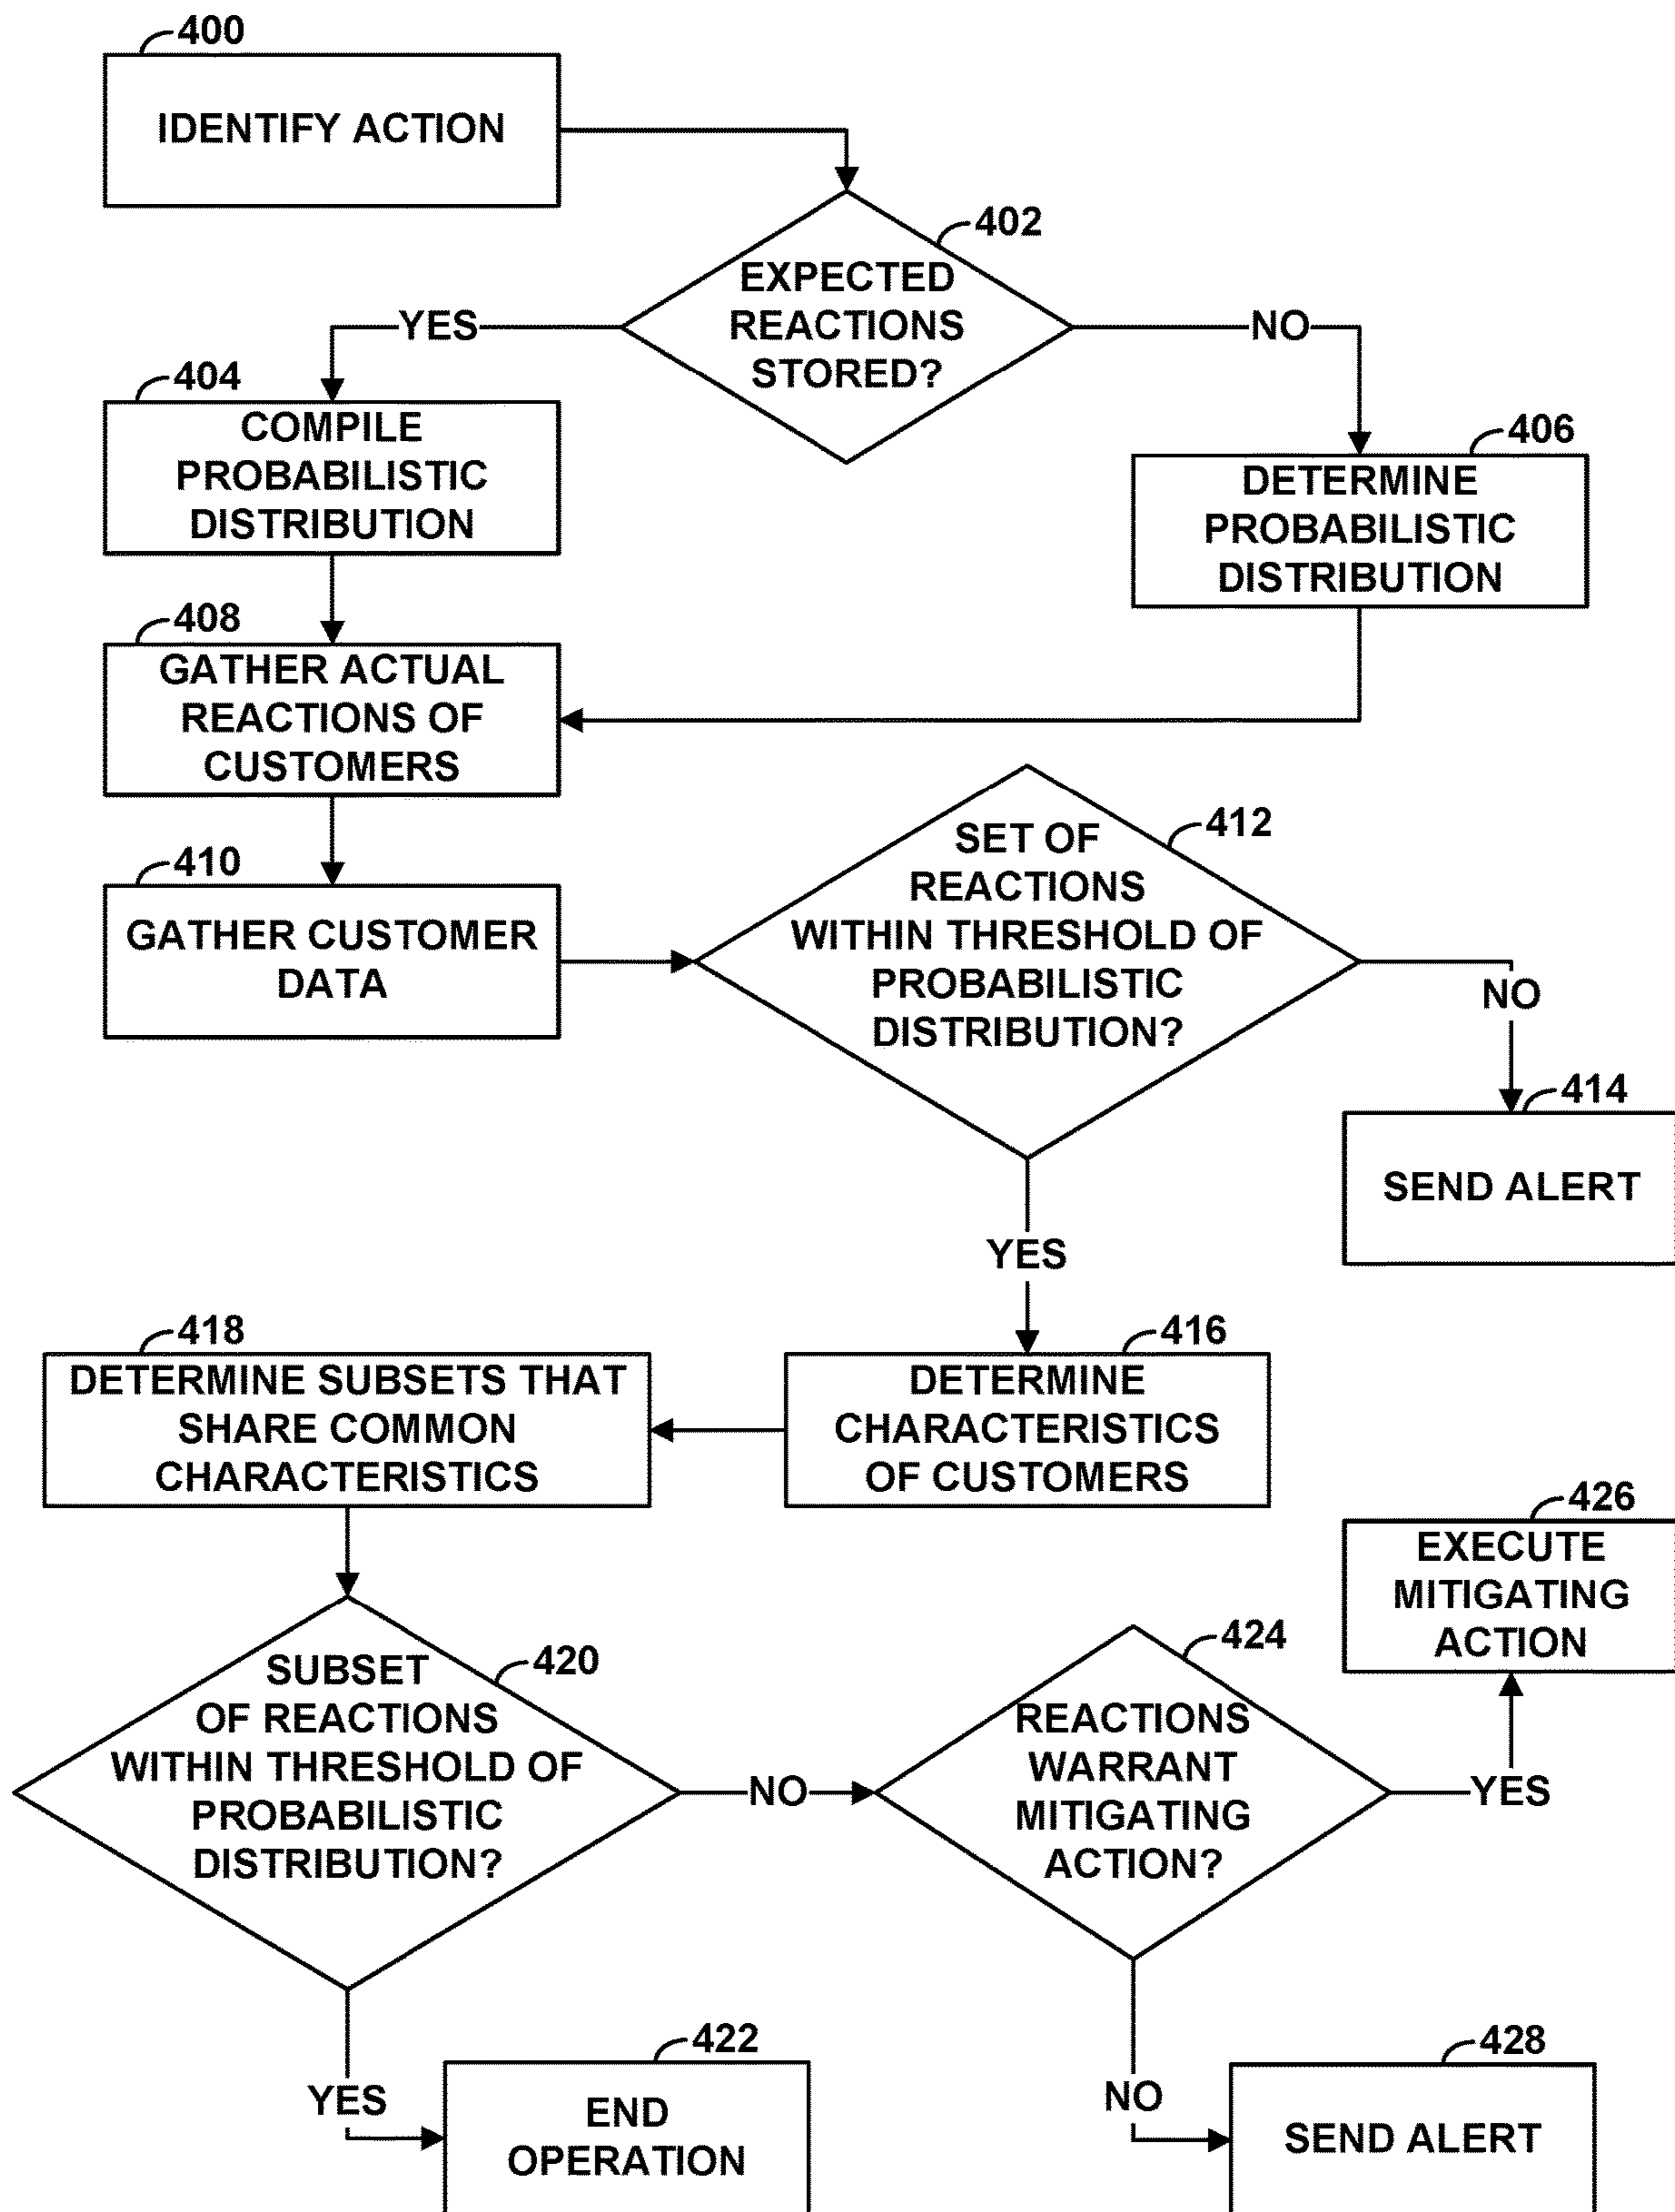 400
IDENTIFY ACTION
402
EXPECTED
REACTIONS
STORED?
YES
NO
404
COMPILE
PROBABILISTIC
DISTRIBUTION
406
DETERMINE
PROBABILISTIC
DISTRIBUTION
408
GATHER ACTUAL
REACTIONS OF
CUSTOMERS
410
GATHER CUSTOMER
DATA
412
SET OF
REACTIONS
WITHIN THRESHOLD OF
PROBABILISTIC
DISTRIBUTION?
NO
414
SEND ALERT
YES
416
DETERMINE
CHARACTERISTICS
OF CUSTOMERS
418
DETERMINE SUBSETS THAT
SHARE COMMON
CHARACTERISTICS
420
SUBSET
OF REACTIONS
WITHIN THRESHOLD OF
PROBABILISTIC
DISTRIBUTION?
NO
424
REACTIONS
WARRANT
MITIGATING
ACTION?
YES
426
EXECUTE
MITIGATING
ACTION
YES
422
END
OPERATION
NO
428
SEND ALERT